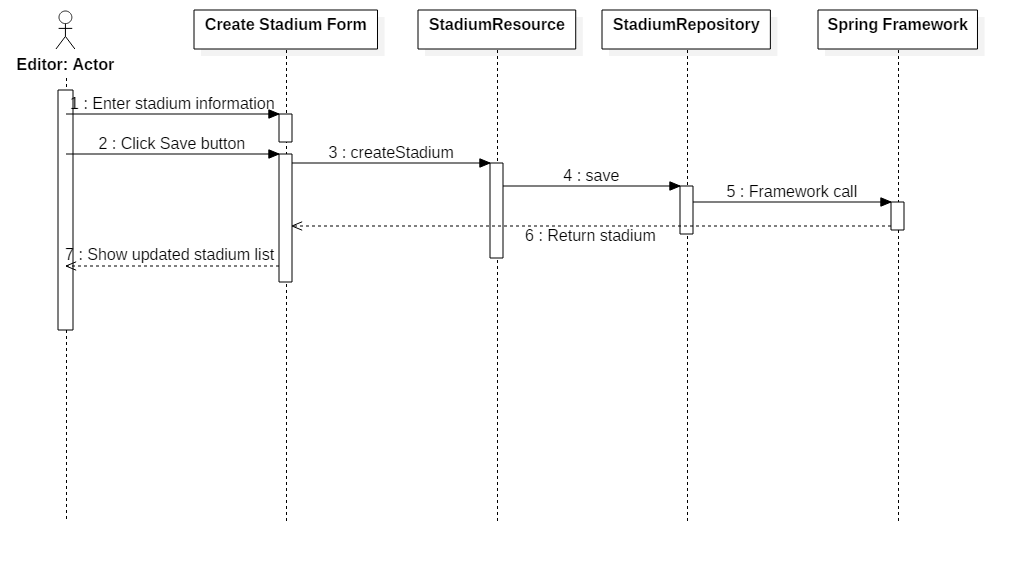 Editor: Actor
Create Stadium Form
StadiumResource
StadiumRepository
Spring Framework
1 : Enter stadium information
2 : Click Save button
3 : createStadium
4 : save
5 : Framework call
6 : Return stadium
7 : Show updated stadium list